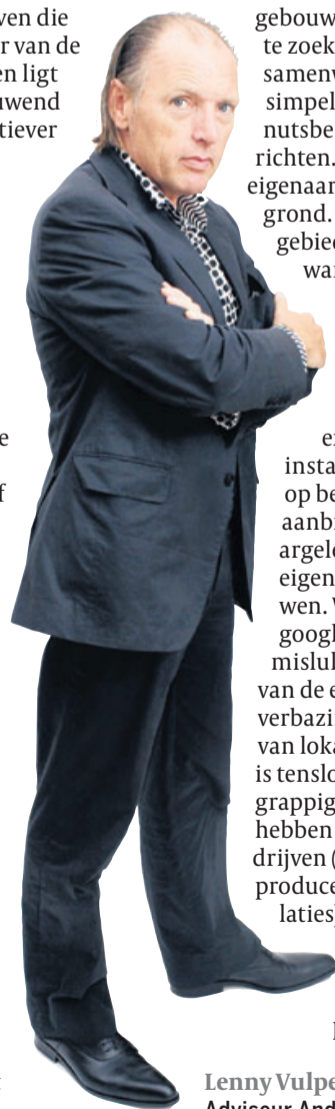 ven die
r van de
en ligt
uwend
tiever
e
f
gebouw
te zoek
samenv
simpel
nutsbe
richten.
eigenaar
grond.
gebied
war
en
insta
op be
aanbi
argelo
eigen
wen. V
googl
misluk
van de e
verbazi
van loka
is tenslo
grappig
hebben
drijven (
produce
laties)
Lenny Vulpe
Adviseur And